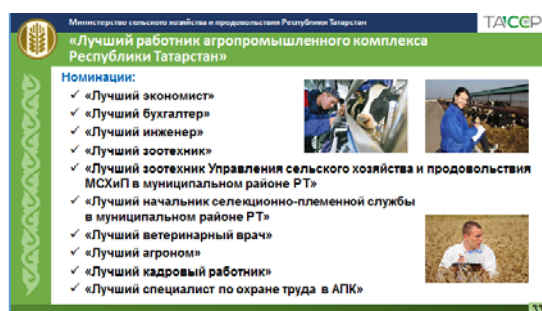 Министерство сельского хозяйства и продовольствия Республики Татарстан
ТАССР
«Лучший работник агропромышленного комплекса
Республики Татарстан»
Номинации:
✓ «Лучший экономист»
✓ «Лучший бухгалтер»
✓ «Лучший инженер»
✓ «Лучший зоотехник»
✓ «Лучший зоотехник Управления сельского хозяйства и продовольствия
МСХиП в муниципальном районе РТ»
✓ «Лучший начальник селекционно-племенной службы
в муниципальном районе РТ»
✓ «Лучший ветеринарный врач»
✓ «Лучший агроном»
✓ «Лучший кадровый работник»
✓ «Лучший специалист по охране труда в АПК»
31